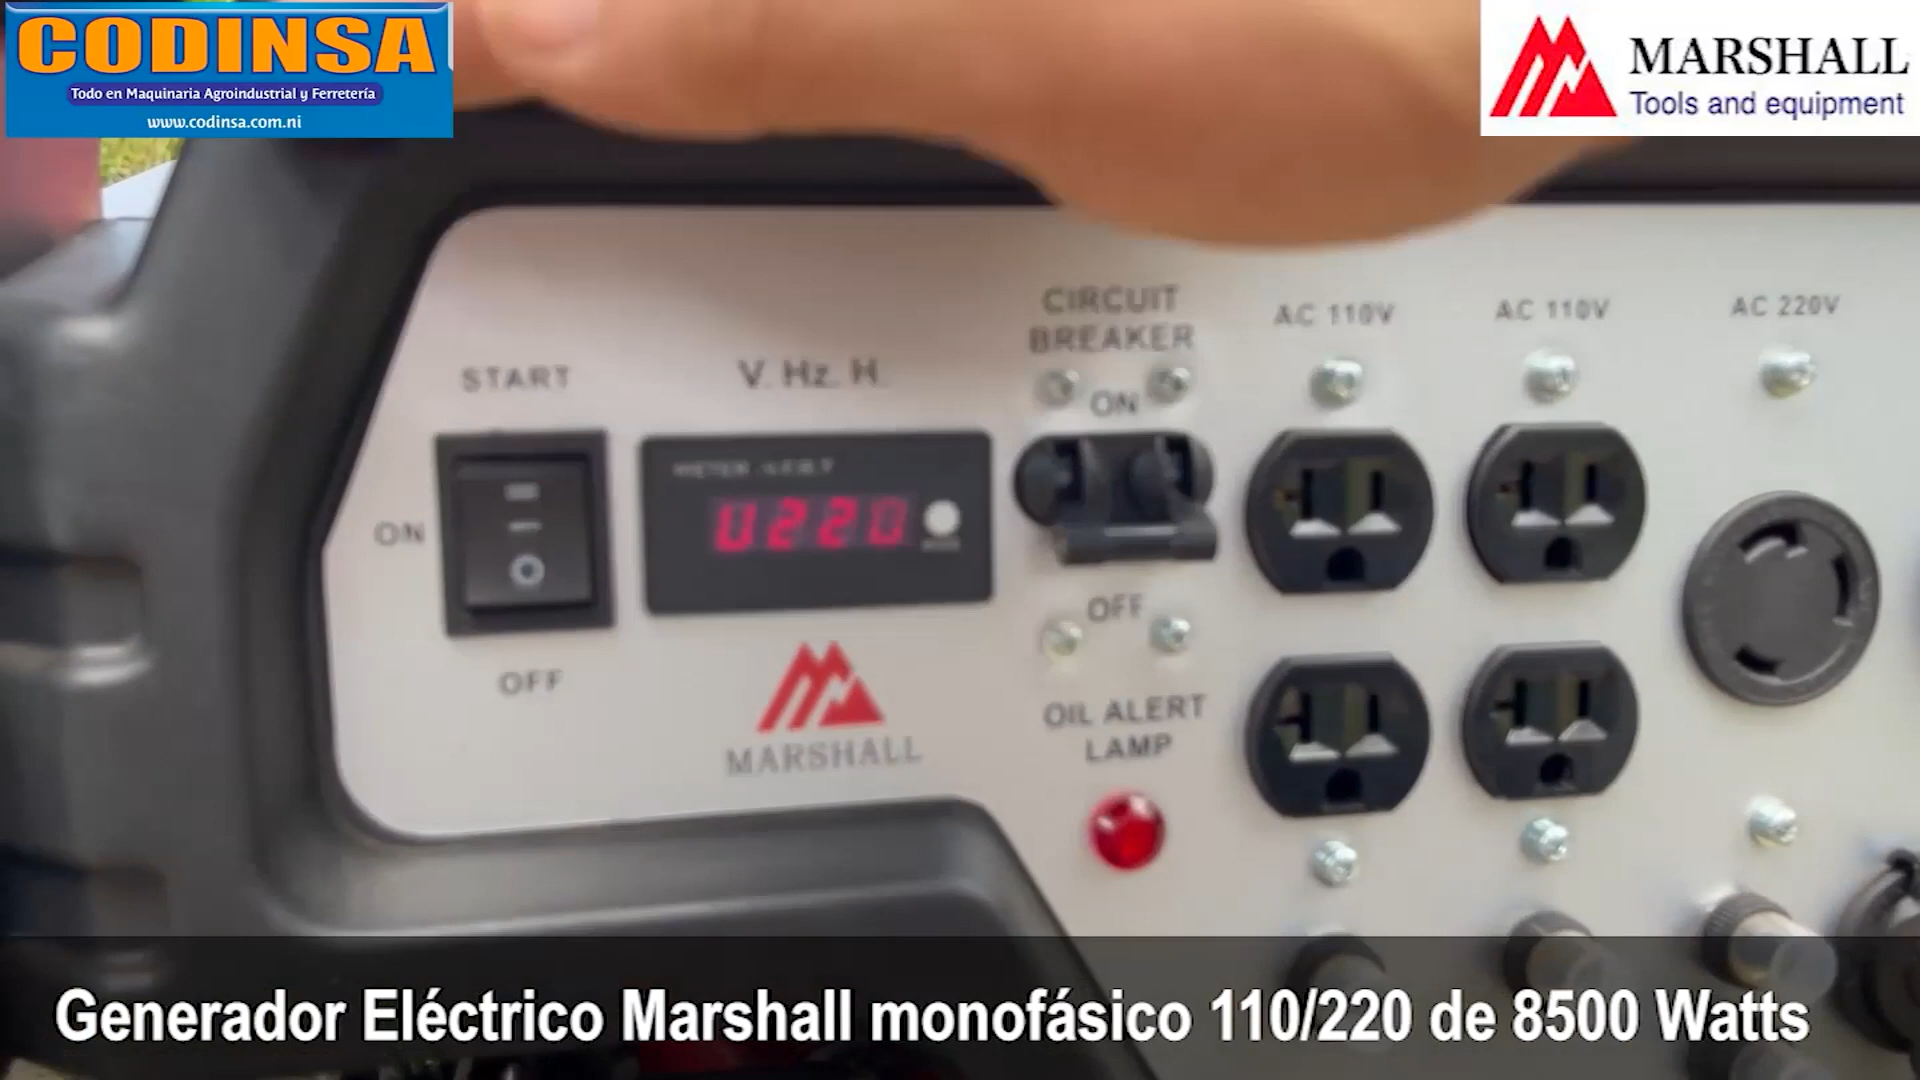 CODINSA
Todo en Maquinaria Agroindustrial y Ferretería
www.codinsa.com.ni
MARSHALL
Tools and equipment
START
ON
OFF
V. Hz. H
U220
MARSHALL
CIRCUIT
BREAKER
ON
OFF
OIL ALERT
LAMP
AC 110V
AC 110V
AC 220V
Generador Eléctrico Marshall monofásico 110/220 de 8500 Watts